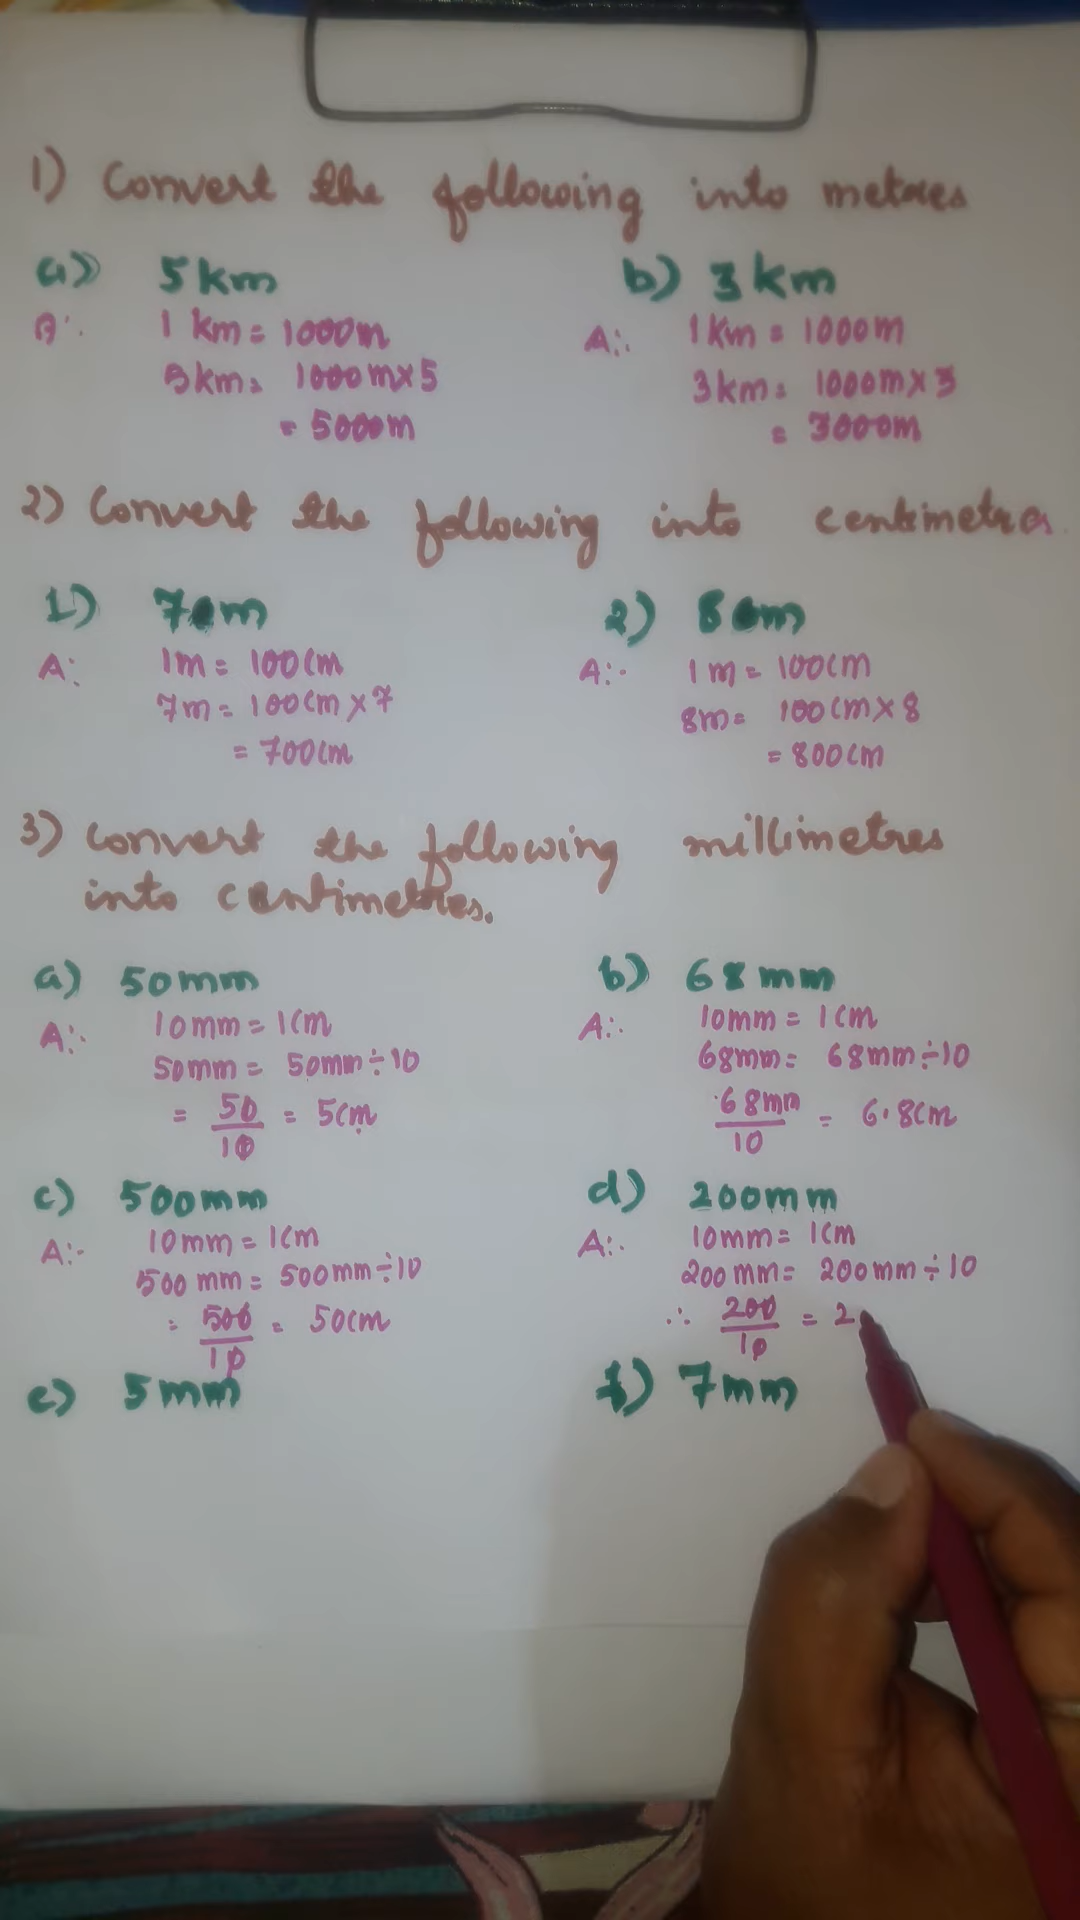 1) Convert the following into metres
a) 5km b) 3km
A:. 1 km = 1000m A:. 1km = 1000m
5km = 1000m×5 3km = 1000m×3
= 5000m = 3000m
2) Convert the following into centimetres
1) 7m 2) 8m
A: 1m = 100cm A:- 1m = 100cm
7m = 100cm×7 8m = 100cm×8
= 700cm = 800cm
3) Convert the following millimetres
into centimetres.
a) 50mm b) 68mm
A:. 10mm = 1cm A:. 10mm = 1cm
50mm = 50mm÷10 68mm = 68mm÷10
= 50/10 = 5cm 68mm/10 = 6.8cm
c) 500mm d) 200mm
A:- 10mm = 1cm A:. 10mm = 1cm
500mm = 500mm÷10 200mm = 200mm÷10
= 500/10 = 50cm ∴ 200/10 = 2
e) 5mm f) 7mm